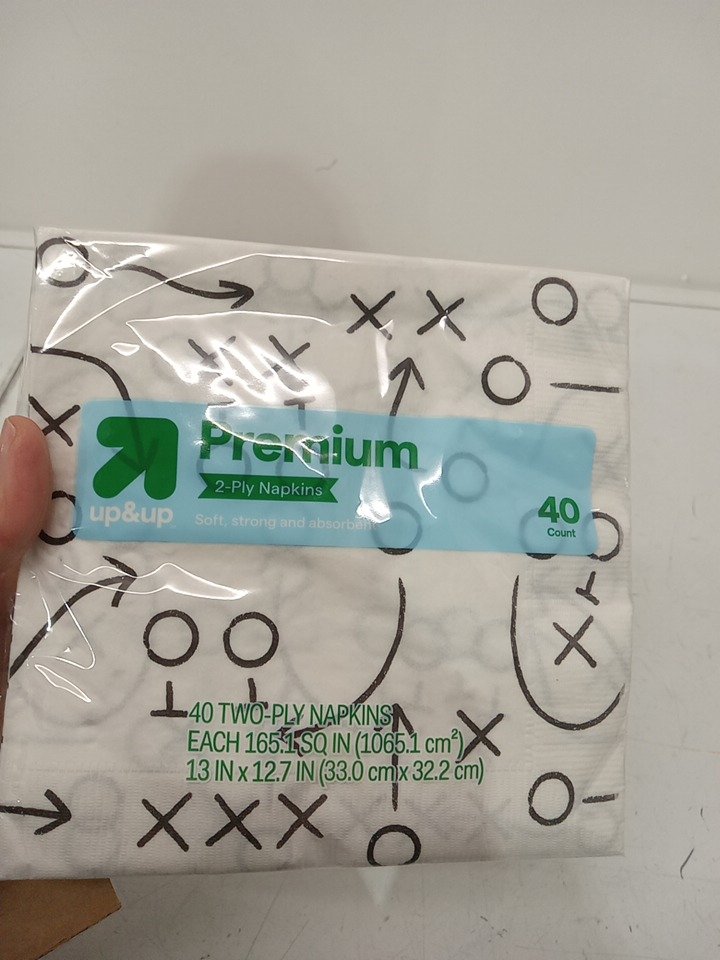 Premium
2-Ply Napkins
up&up
Soft, strong and absorbent
40
Count
40 TWO-PLY NAPKINS
EACH 165.1 SQ IN (1065.1 cm²)
13 IN x 12.7 IN (33.0 cm x 32.2 cm)